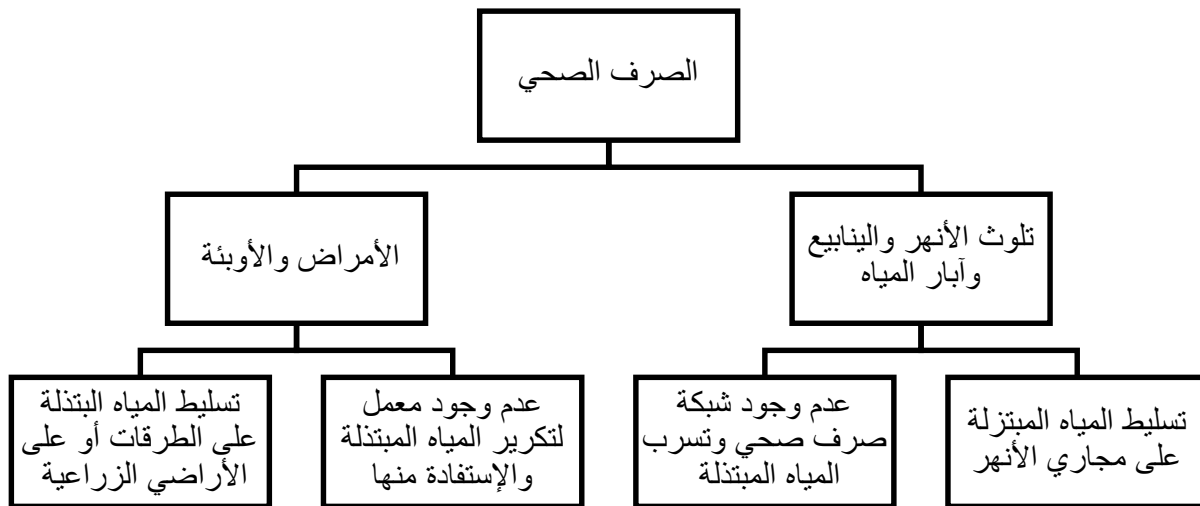 الصرف الصحي
تلوث الأنهر والينابيع
وآبار المياه
الأمراض والأوبئة
تسليط المياه المبتزلة
على مجاري الأنهر
عدم وجود شبكة
صرف صحي وتسرب
المياه المبتذلة
عدم وجود معمل
لتكرير المياه المبتذلة
والإستفادة منها
تسليط المياه البتذلة
على الطرقات أو على
الأراضي الزراعية